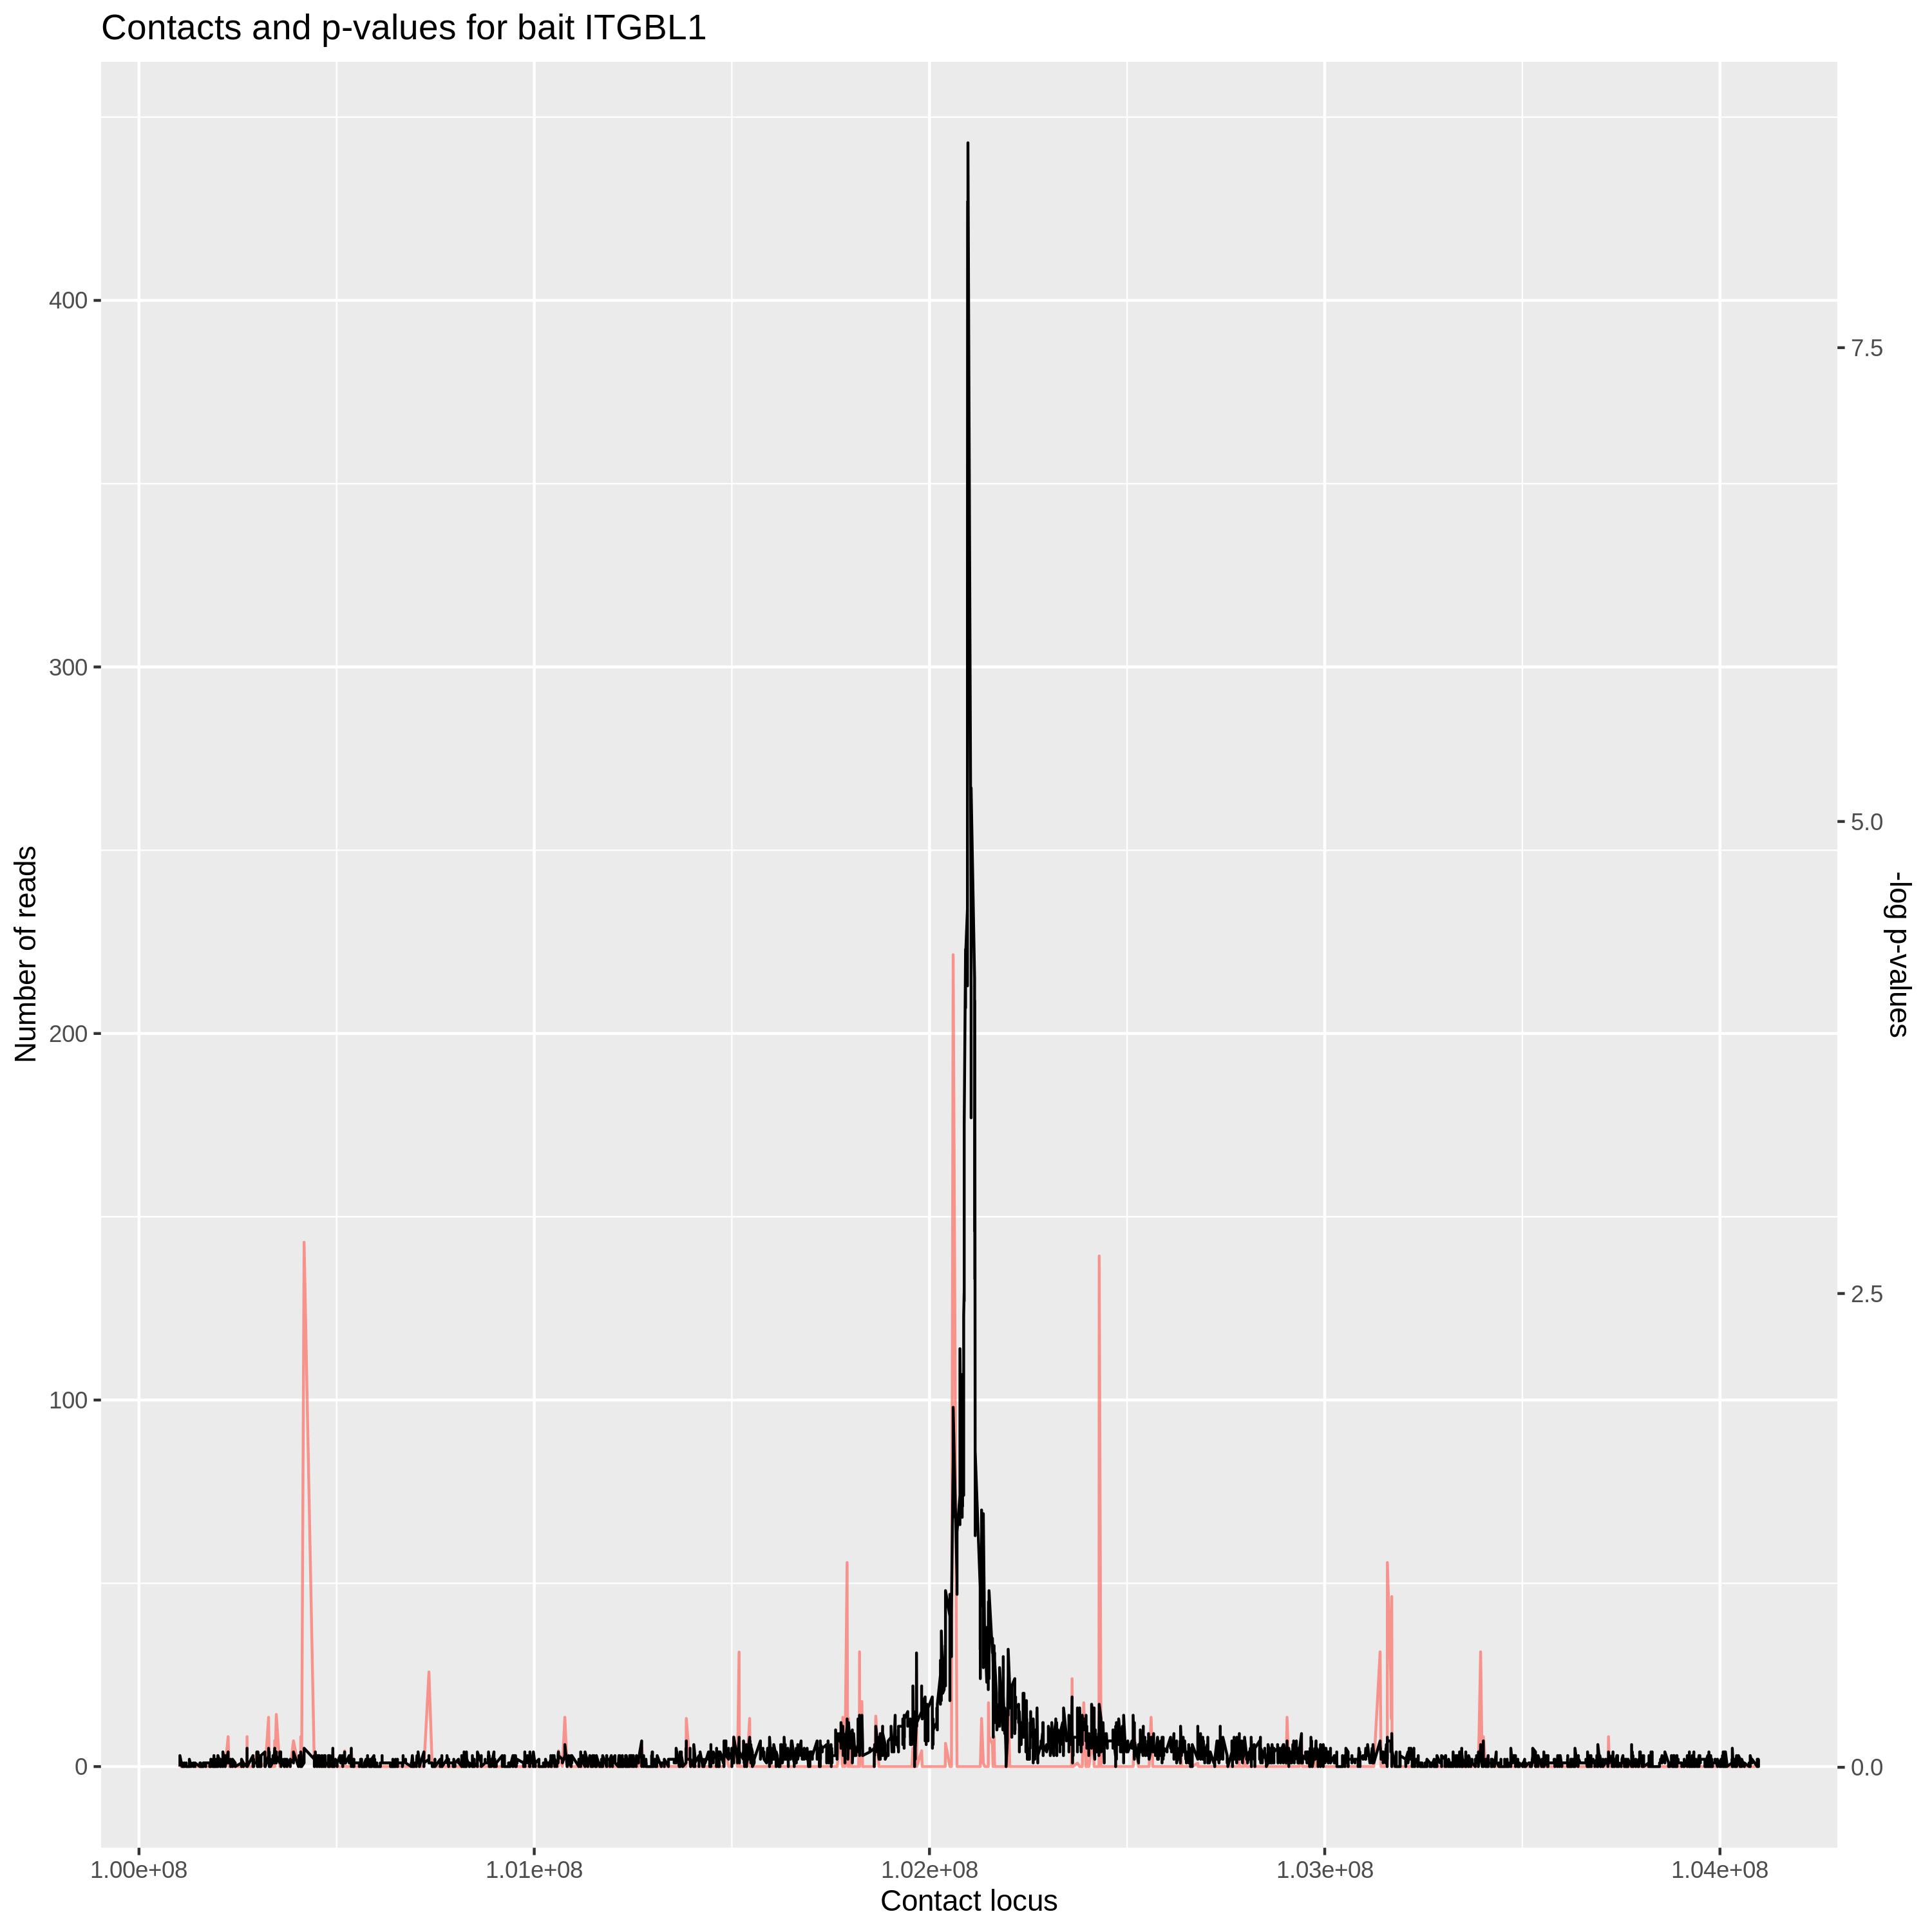 Contacts and p-values for bait ITGBL1
400
300
200
100
0
Number of reads
7.5
5.0
2.5
0.0
-log p-values
1.00e+08 1.01e+08 1.02e+08 1.03e+08 1.04e+08
Contact locus